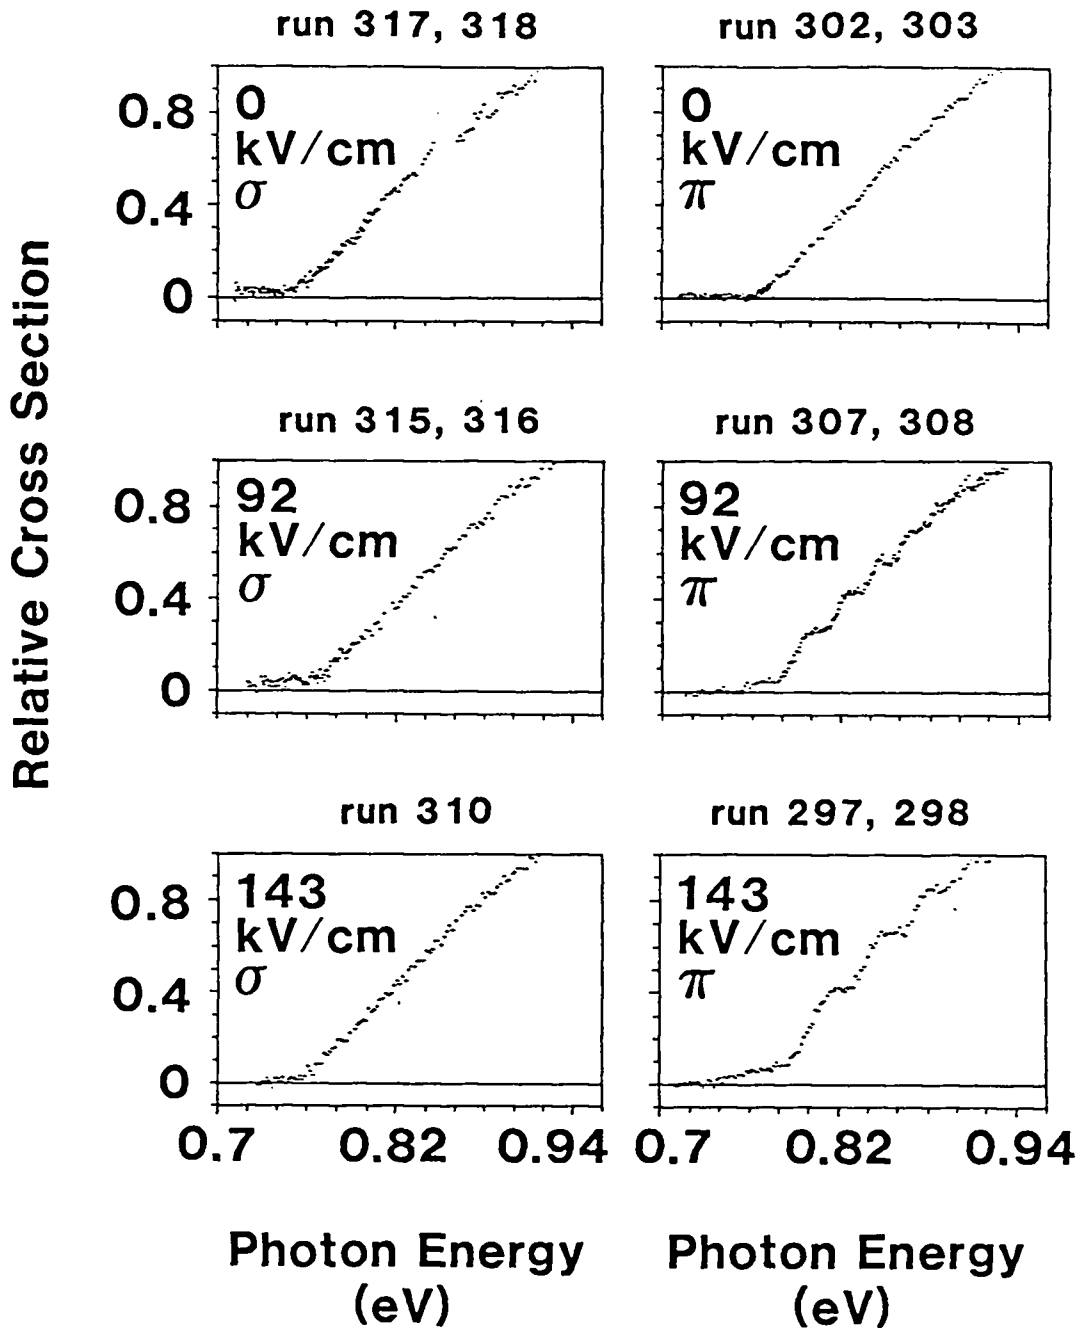 run 317, 318
run 302, 303
0.8
0.4
0
0
kV/cm
σ
0
kV/cm
π
Relative Cross Section
run 315, 316
run 307, 308
0.8
0.4
0
92
kV/cm
σ
92
kV/cm
π
run 310
run 297, 298
0.8
0.4
0
143
kV/cm
σ
143
kV/cm
π
0.7 0.82 0.94
0.7 0.82 0.94
Photon Energy
(eV)
Photon Energy
(eV)